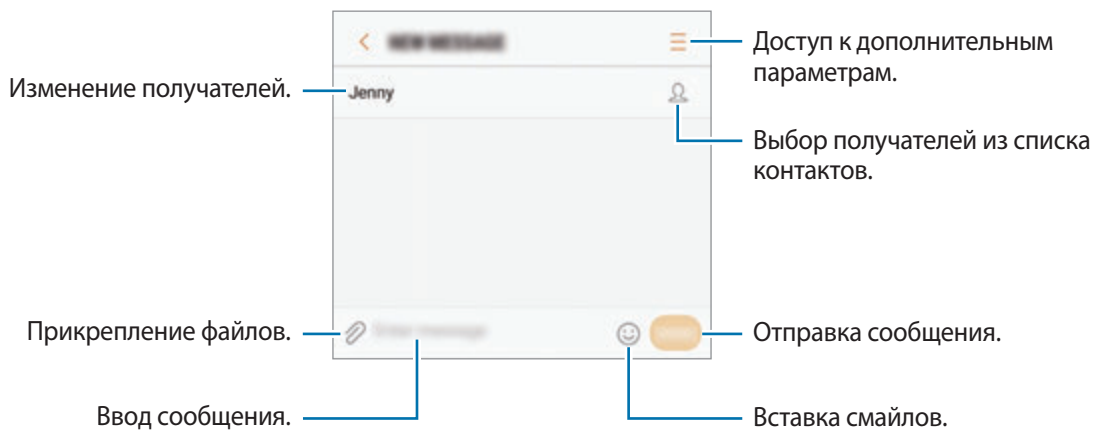 Доступ к дополнительным
параметрам.
Изменение получателей.
Jenny
Выбор получателей из списка
контактов.
Прикрепление файлов.
Отправка сообщения.
Ввод сообщения.
Вставка смайлов.